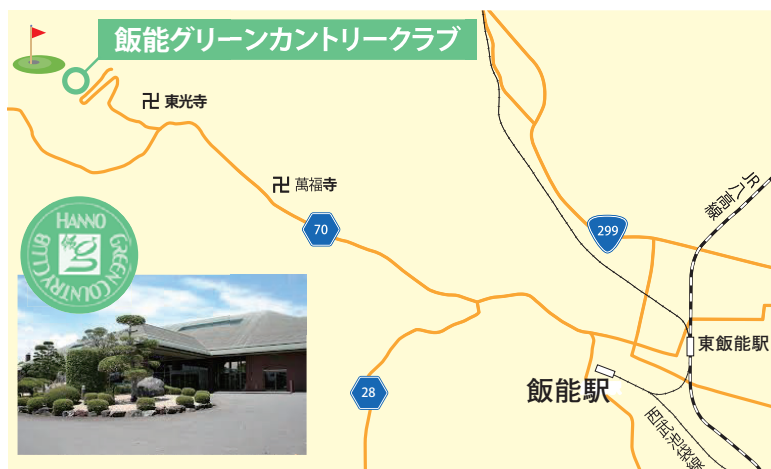 飯能グリーンカントリークラブ
卍 東光寺
卍 萬福寺
JR八高線
HANNO
GREEN COUNTRY CLUB
70
299
東飯能駅
飯能駅
28
西武池袋線